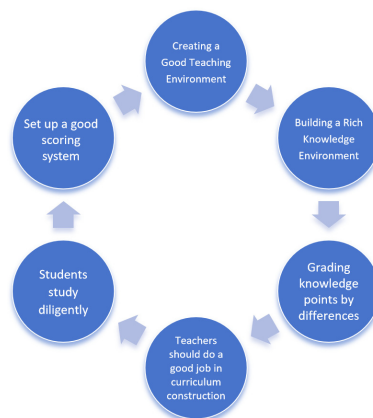 Creating a
Good Teaching
Environment
Building a Rich
Knowledge
Environment
Grading
knowledge
points by
differences
Teachers
should do a
good job in
curriculum
construction
Students
study
diligently
Set up a good
scoring
system